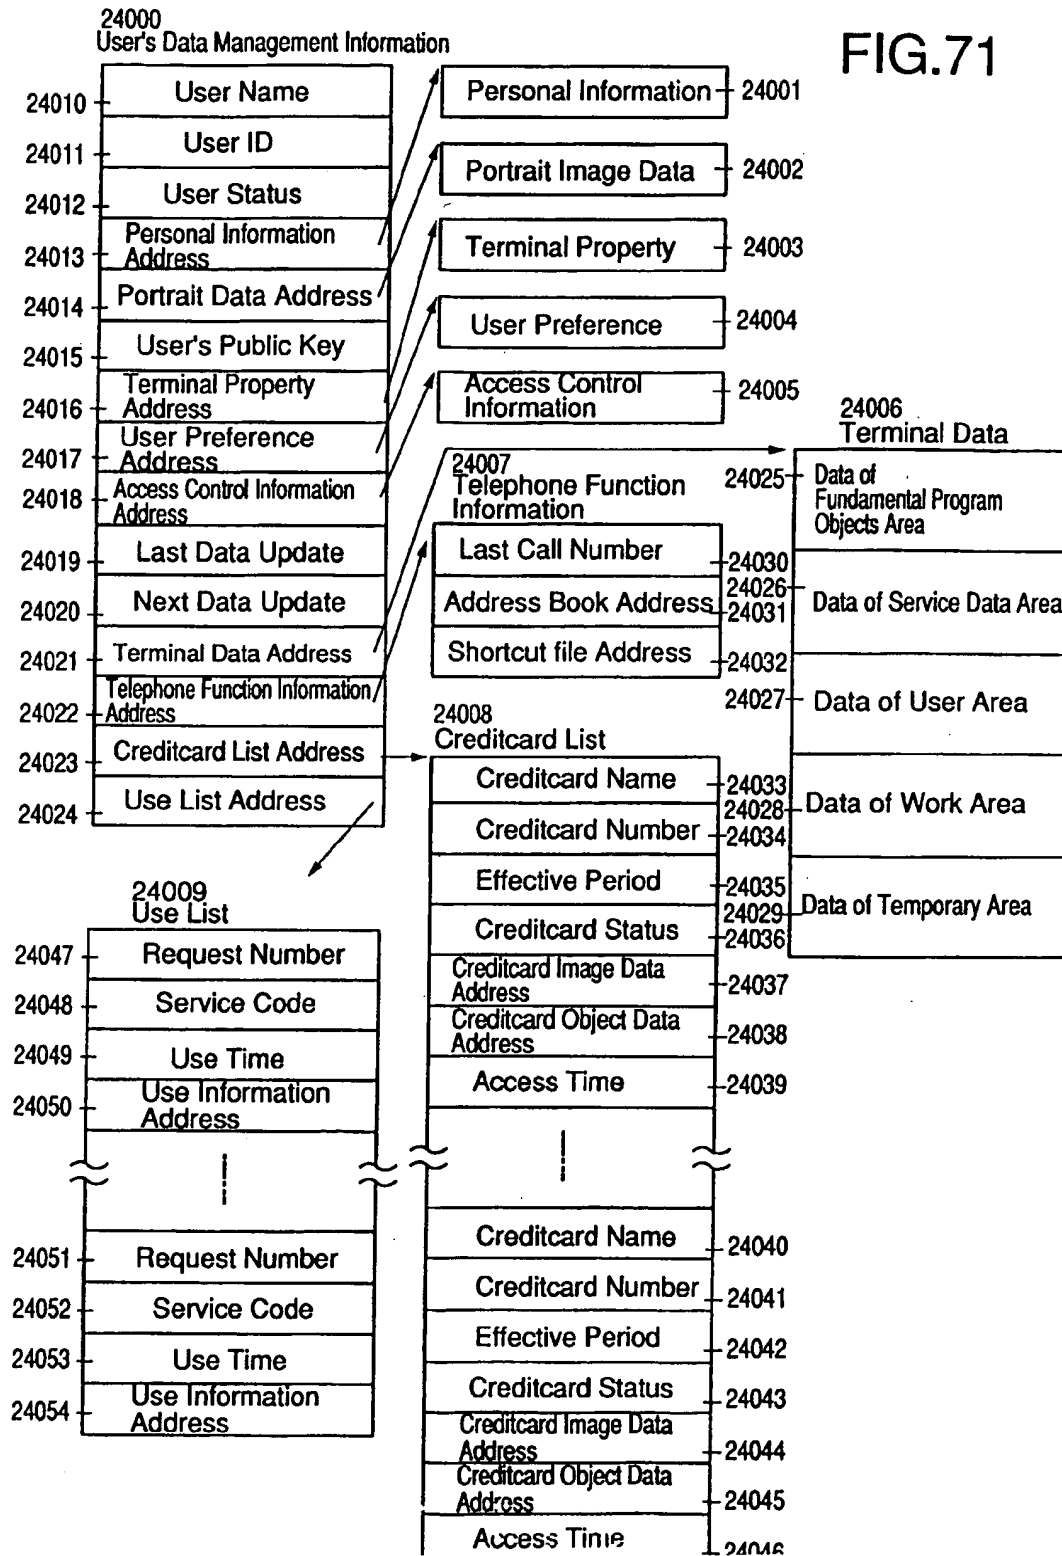 FIG.71
24000
User's Data Management Information
24010
User Name
24011
User ID
24012
User Status
24013
Personal Information
Address
24014
Portrait Data Address
24015
User's Public Key
24016
Terminal Property
Address
24017
User Preference
Address
24018
Access Control Information
Address
24019
Last Data Update
24020
Next Data Update
24021
Terminal Data Address
24022
Telephone Function Information
Address
24023
Creditcard List Address
24024
Use List Address
Personal Information
24001
Portrait Image Data
24002
Terminal Property
24003
User Preference
24004
Access Control
Information
24005
24006
Terminal Data
24025
Data of
Fundamental Program
Objects Area
24026
Data of Service Data Area
24027
Data of User Area
24028
Data of Work Area
24029
Data of Temporary Area
24007
Telephone Function
Information
Last Call Number
24030
Address Book Address
24031
Shortcut file Address
24032
24008
Creditcard List
Creditcard Name
24033
Creditcard Number
24034
Effective Period
24035
Creditcard Status
24036
Creditcard Image Data
Address
24037
Creditcard Object Data
Address
24038
Access Time
24039
Creditcard Name
24040
Creditcard Number
24041
Effective Period
24042
Creditcard Status
24043
Creditcard Image Data
Address
24044
Creditcard Object Data
Address
24045
Access Time
24046
24009
Use List
24047
Request Number
24048
Service Code
24049
Use Time
24050
Use Information
Address
24051
Request Number
24052
Service Code
24053
Use Time
24054
Use Information
Address